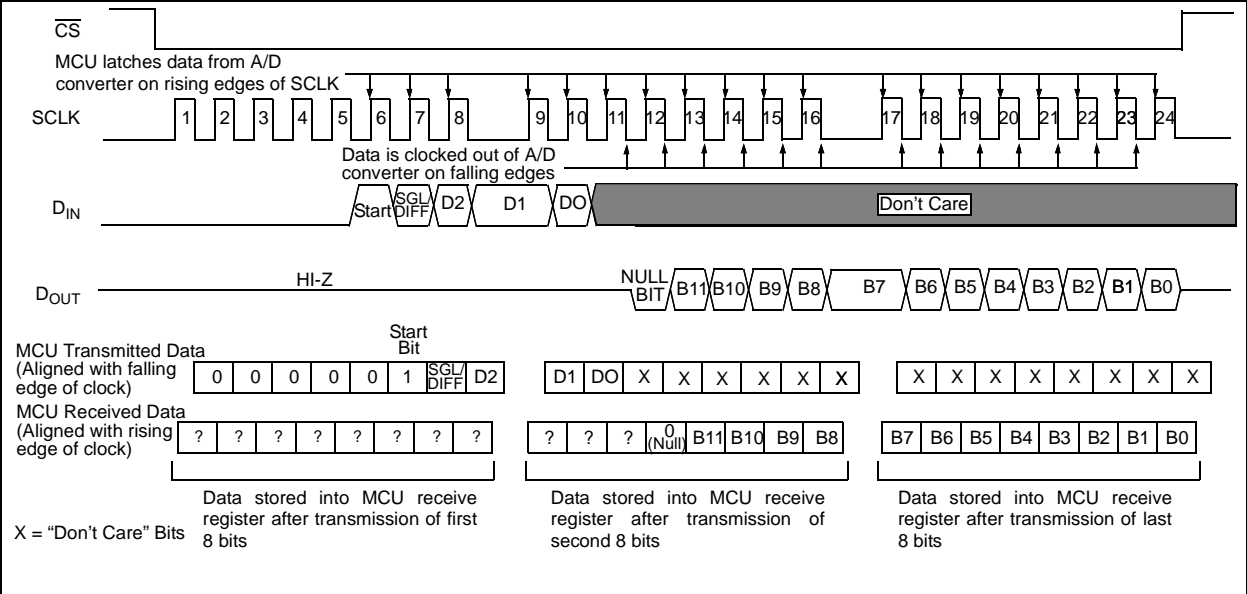 CS
MCU latches data from A/D
converter on rising edges of SCLK
SCLK
1 2 3 4 5 6 7 8 9 10 11 12 13 14 15 16 17 18 19 20 21 22 23 24
Data is clocked out of A/D
converter on falling edges
DIN
Start SGL/DIFF D2 D1 DO Don't Care
HI-Z
DOUT
NULL
BIT B11 B10 B9 B8 B7 B6 B5 B4 B3 B2 B1 B0
Start
Bit
MCU Transmitted Data
(Aligned with falling
edge of clock)
0 0 0 0 0 1 SGL/DIFF D2 D1 DO X X X X X X X X X X X X X X
MCU Received Data
(Aligned with rising
edge of clock)
? ? ? ? ? ? ? ? ? ? ? 0 (Null) B11 B10 B9 B8 B7 B6 B5 B4 B3 B2 B1 B0
Data stored into MCU receive
register after transmission of first
8 bits
Data stored into MCU receive
register after transmission of
second 8 bits
Data stored into MCU receive
register after transmission of last
8 bits
X = “Don't Care” Bits